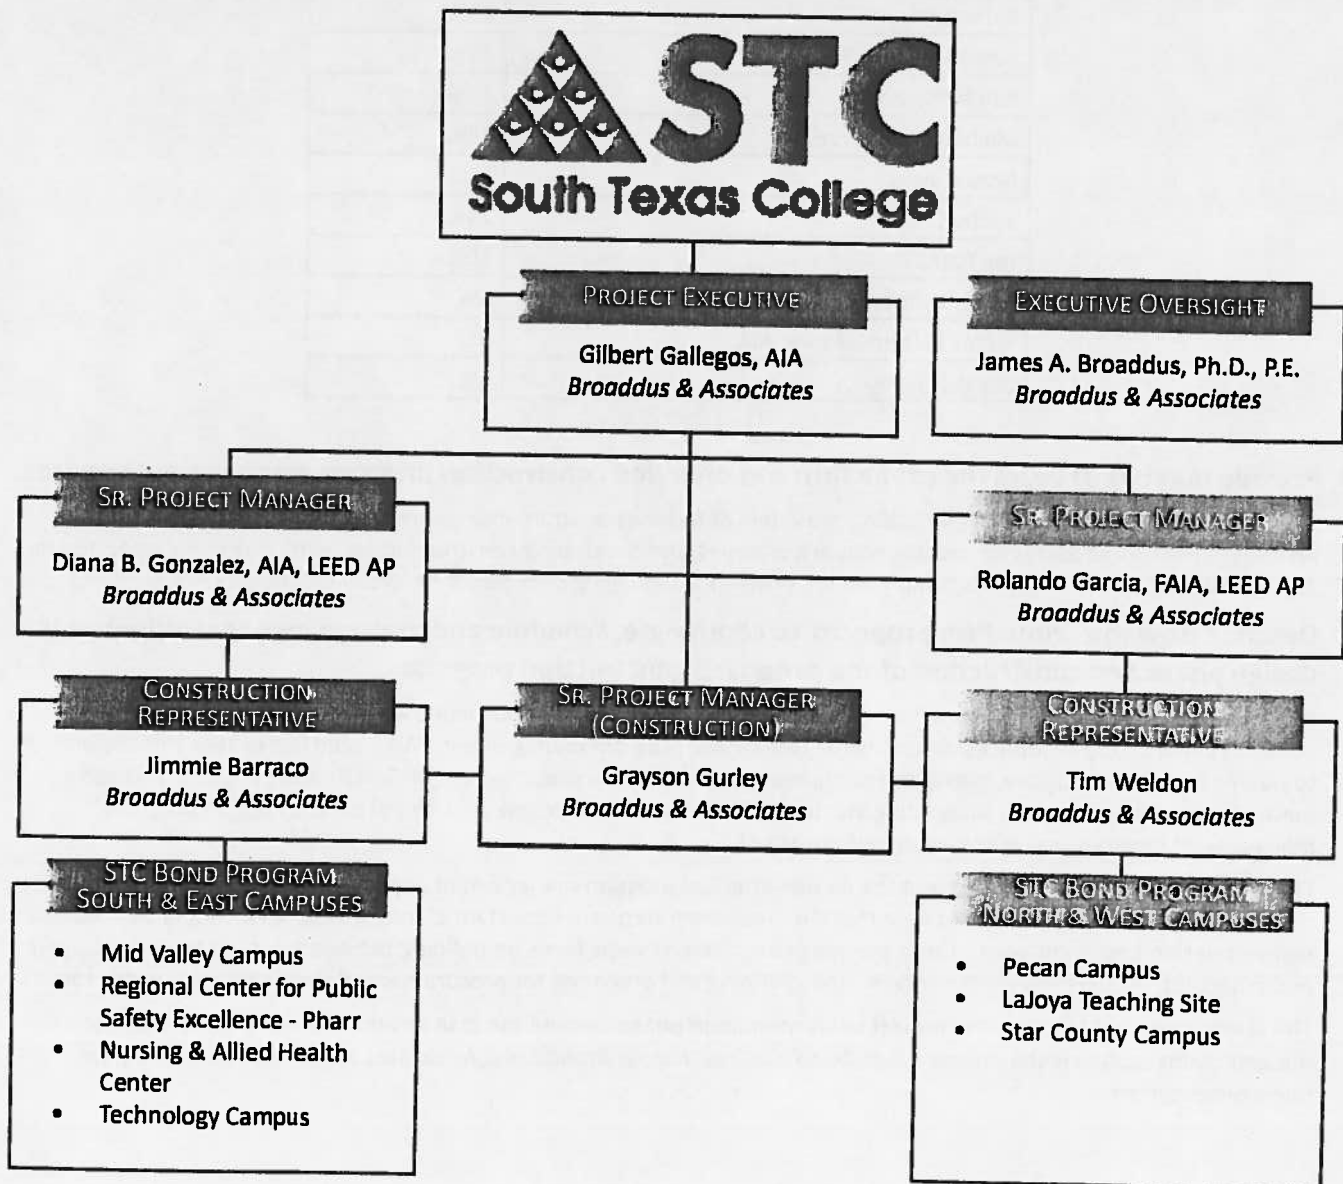 STC
South Texas College
PROJECT EXECUTIVE
Gilbert Gallegos, AIA
Broaddus & Associates
EXECUTIVE OVERSIGHT
James A. Broaddus, Ph.D., P.E.
Broaddus & Associates
SR. PROJECT MANAGER
Diana B. Gonzalez, AIA, LEED AP
Broaddus & Associates
SR. PROJECT MANAGER
Rolando Garcia, FAIA, LEED AP
Broaddus & Associates
CONSTRUCTION
REPRESENTATIVE
Jimmie Barraco
Broaddus & Associates
SR. PROJECT MANAGER
(CONSTRUCTION)
Grayson Gurley
Broaddus & Associates
CONSTRUCTION
REPRESENTATIVE
Tim Weldon
Broaddus & Associates
STC BOND PROGRAM
SOUTH & EAST CAMPUSES
• Mid Valley Campus
• Regional Center for Public
Safety Excellence - Pharr
• Nursing & Allied Health
Center
• Technology Campus
STC BOND PROGRAM
NORTH & WEST CAMPUSES
• Pecan Campus
• LaJoya Teaching Site
• Star County Campus